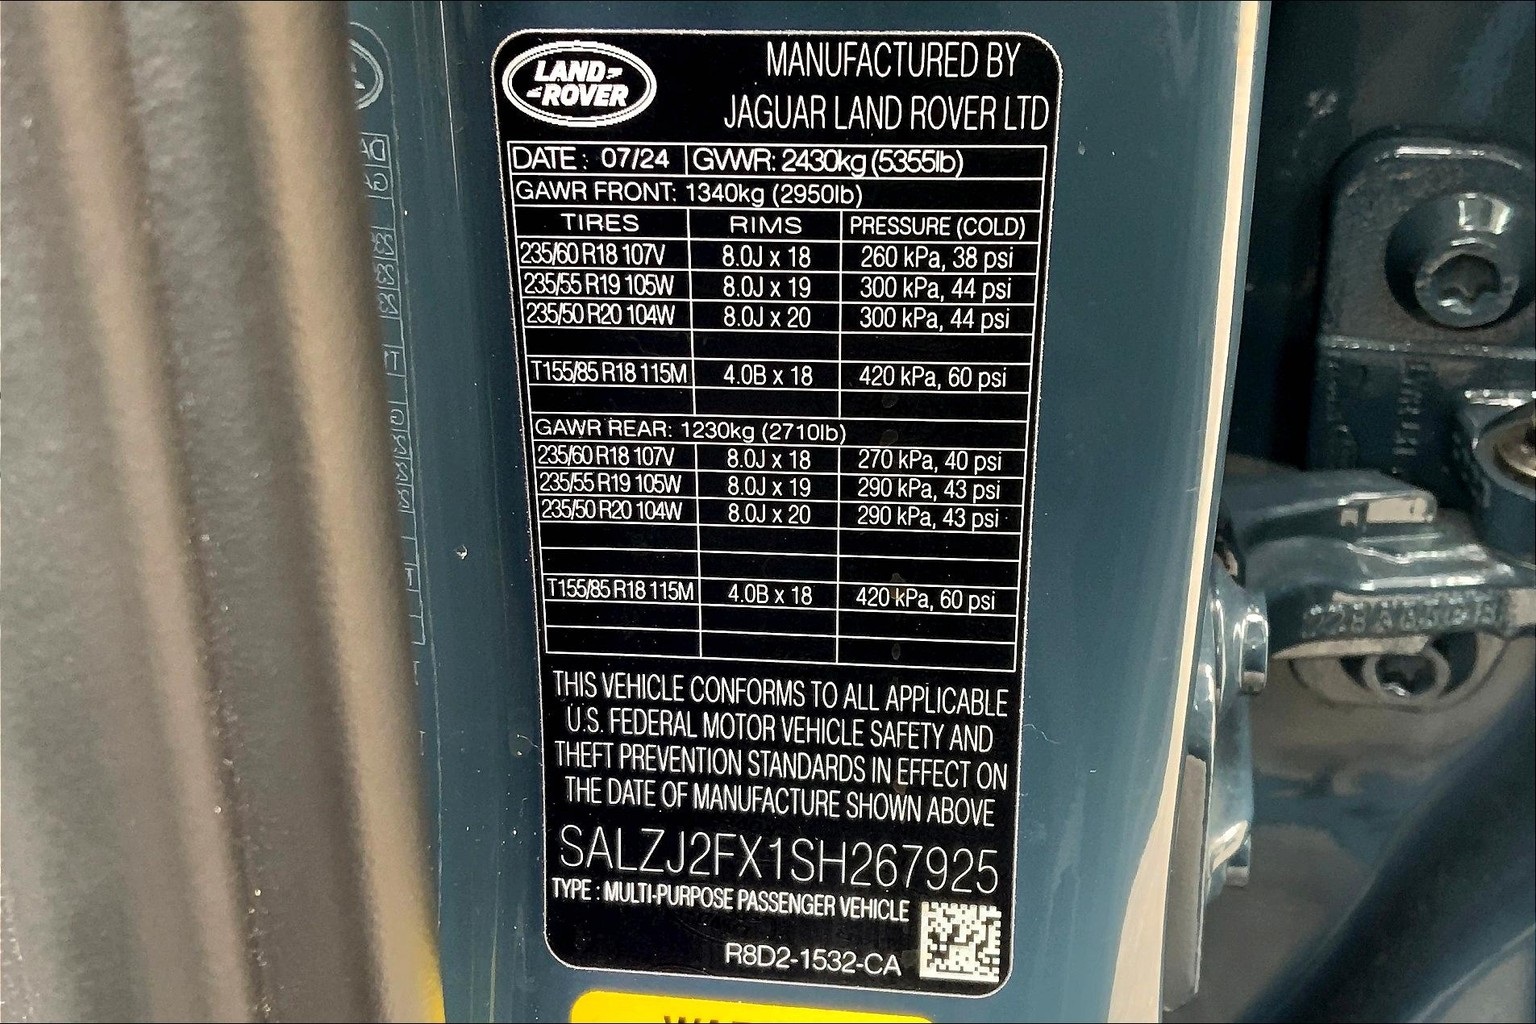 LAND ROVER
MANUFACTURED BY
JAGUAR LAND ROVER LTD
DATE : 07/24 GVWR: 2430kg (5355lb)
GAWR FRONT: 1340kg (2950lb)
TIRES RIMS PRESSURE (COLD)
235/60 R18 107V 8.0J x 18 260 kPa, 38 psi
235/55 R19 105W 8.0J x 19 300 kPa, 44 psi
235/50 R20 104W 8.0J x 20 300 kPa, 44 psi
T155/85 R18 115M 4.0B x 18 420 kPa, 60 psi
GAWR REAR: 1230kg (2710lb)
235/60 R18 107V 8.0J x 18 270 kPa, 40 psi
235/55 R19 105W 8.0J x 19 290 kPa, 43 psi
235/50 R20 104W 8.0J x 20 290 kPa, 43 psi
T155/85 R18 115M 4.0B x 18 420 kPa, 60 psi
THIS VEHICLE CONFORMS TO ALL APPLICABLE
U.S. FEDERAL MOTOR VEHICLE SAFETY AND
THEFT PREVENTION STANDARDS IN EFFECT ON
THE DATE OF MANUFACTURE SHOWN ABOVE
SALZJ2FX1SH267925
TYPE : MULTI-PURPOSE PASSENGER VEHICLE
R8D2-1532-CA